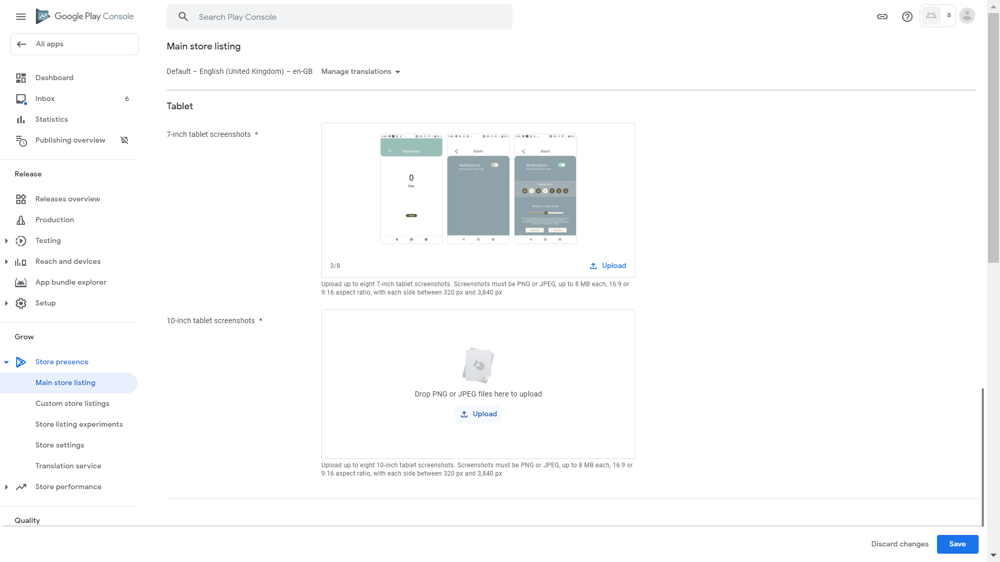 Google Play Console
Search Play Console
a
All apps
Main store listing
Default – English (United Kingdom) – en-GB
Manage translations
Dashboard
Inbox
6
Statistics
Publishing overview
Release
Releases overview
Production
Testing
Reach and devices
App bundle explorer
Setup
Grow
Store presence
Main store listing
Custom store listings
Store listing experiments
Store settings
Translation service
Store performance
Quality
Tablet
7-inch tablet screenshots *
Pedometer
0
Step
Alarm
Notifications
Alarm
Notifications
Repeat every
M T W T F S S
Number of walk per day
3/8
Upload
Upload up to eight 7-inch tablet screenshots. Screenshots must be PNG or JPEG, up to 8 MB each, 16:9 or
9:16 aspect ratio, with each side between 320 px and 3,840 px
10-inch tablet screenshots *
Drop PNG or JPEG files here to upload
Upload
Upload up to eight 10-inch tablet screenshots. Screenshots must be PNG or JPEG, up to 8 MB each, 16:9 or
9:16 aspect ratio, with each side between 320 px and 3,840 px
Discard changes
Save